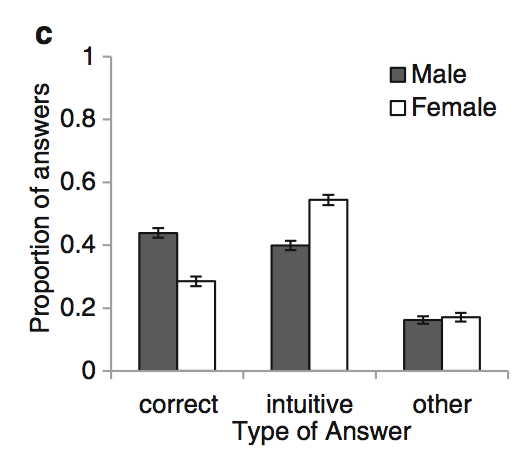 c
Male
Female
Proportion of answers
1
0.8
0.6
0.4
0.2
0
correct intuitive other
Type of Answer